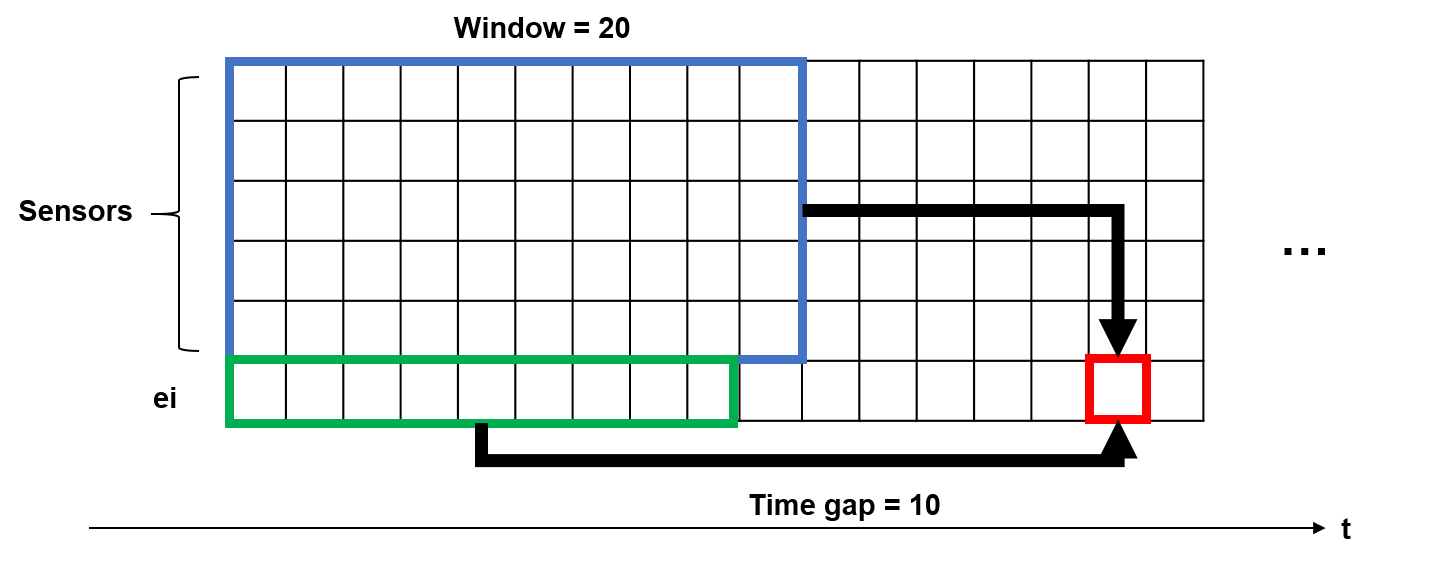 Window = 20
Sensors
...
ei
Time gap = 10
t